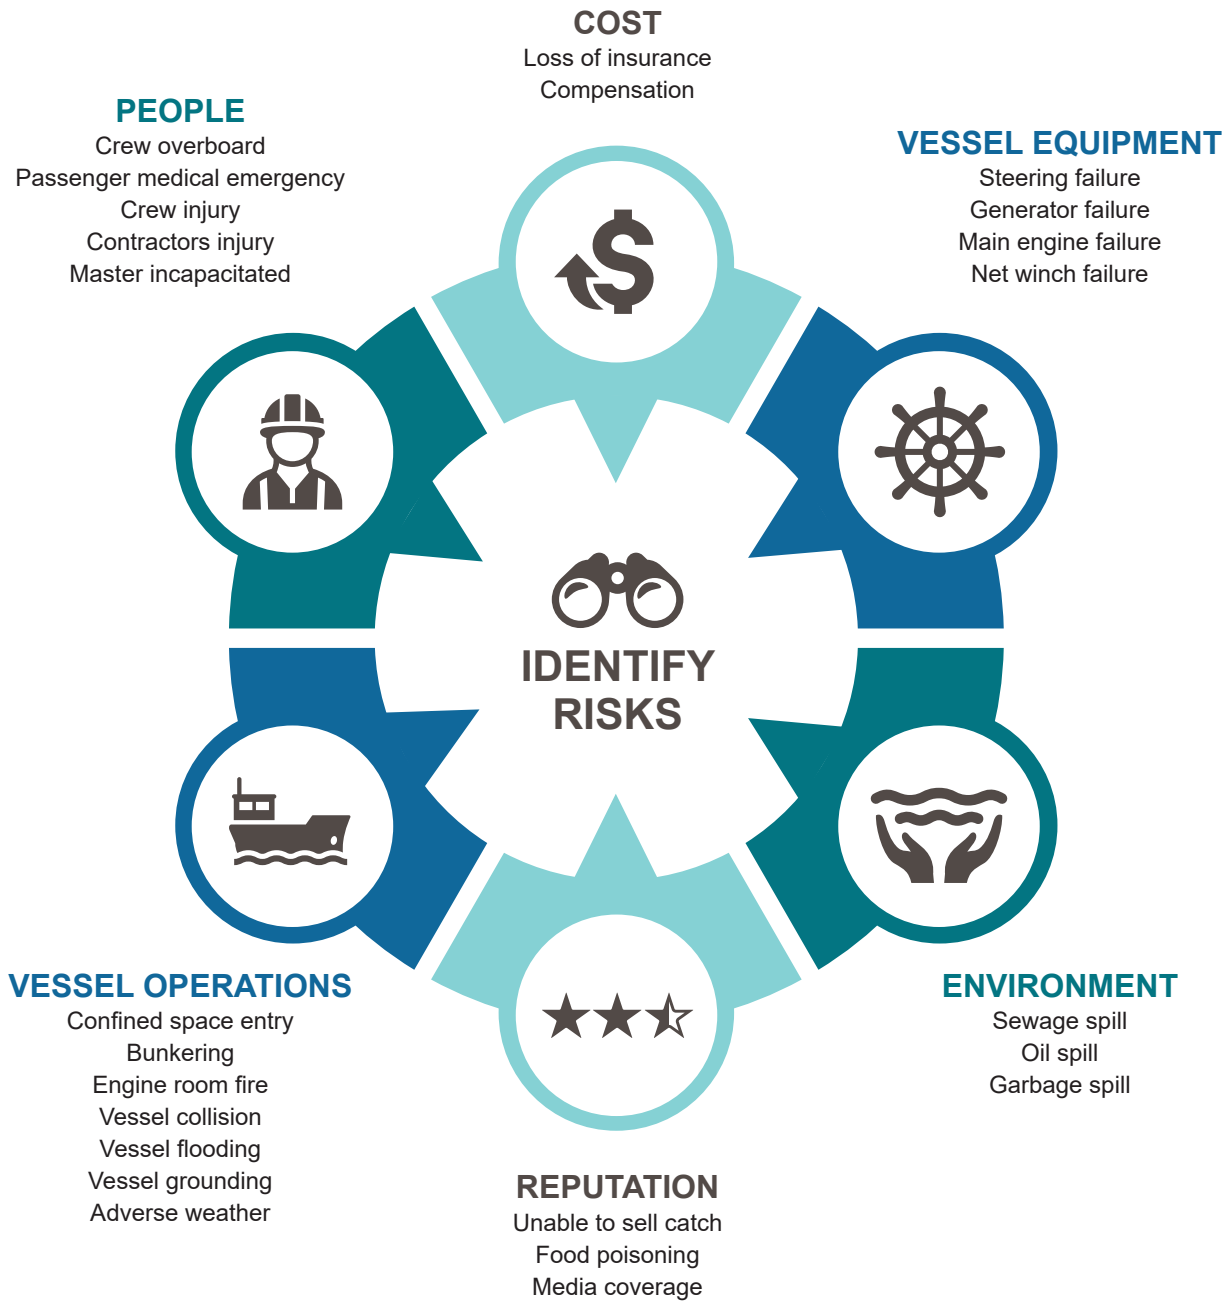 COST
Loss of insurance
Compensation
PEOPLE
Crew overboard
Passenger medical emergency
Crew injury
Contractors injury
Master incapacitated
VESSEL EQUIPMENT
Steering failure
Generator failure
Main engine failure
Net winch failure
IDENTIFY
RISKS
VESSEL OPERATIONS
Confined space entry
Bunkering
Engine room fire
Vessel collision
Vessel flooding
Vessel grounding
Adverse weather
ENVIRONMENT
Sewage spill
Oil spill
Garbage spill
REPUTATION
Unable to sell catch
Food poisoning
Media coverage